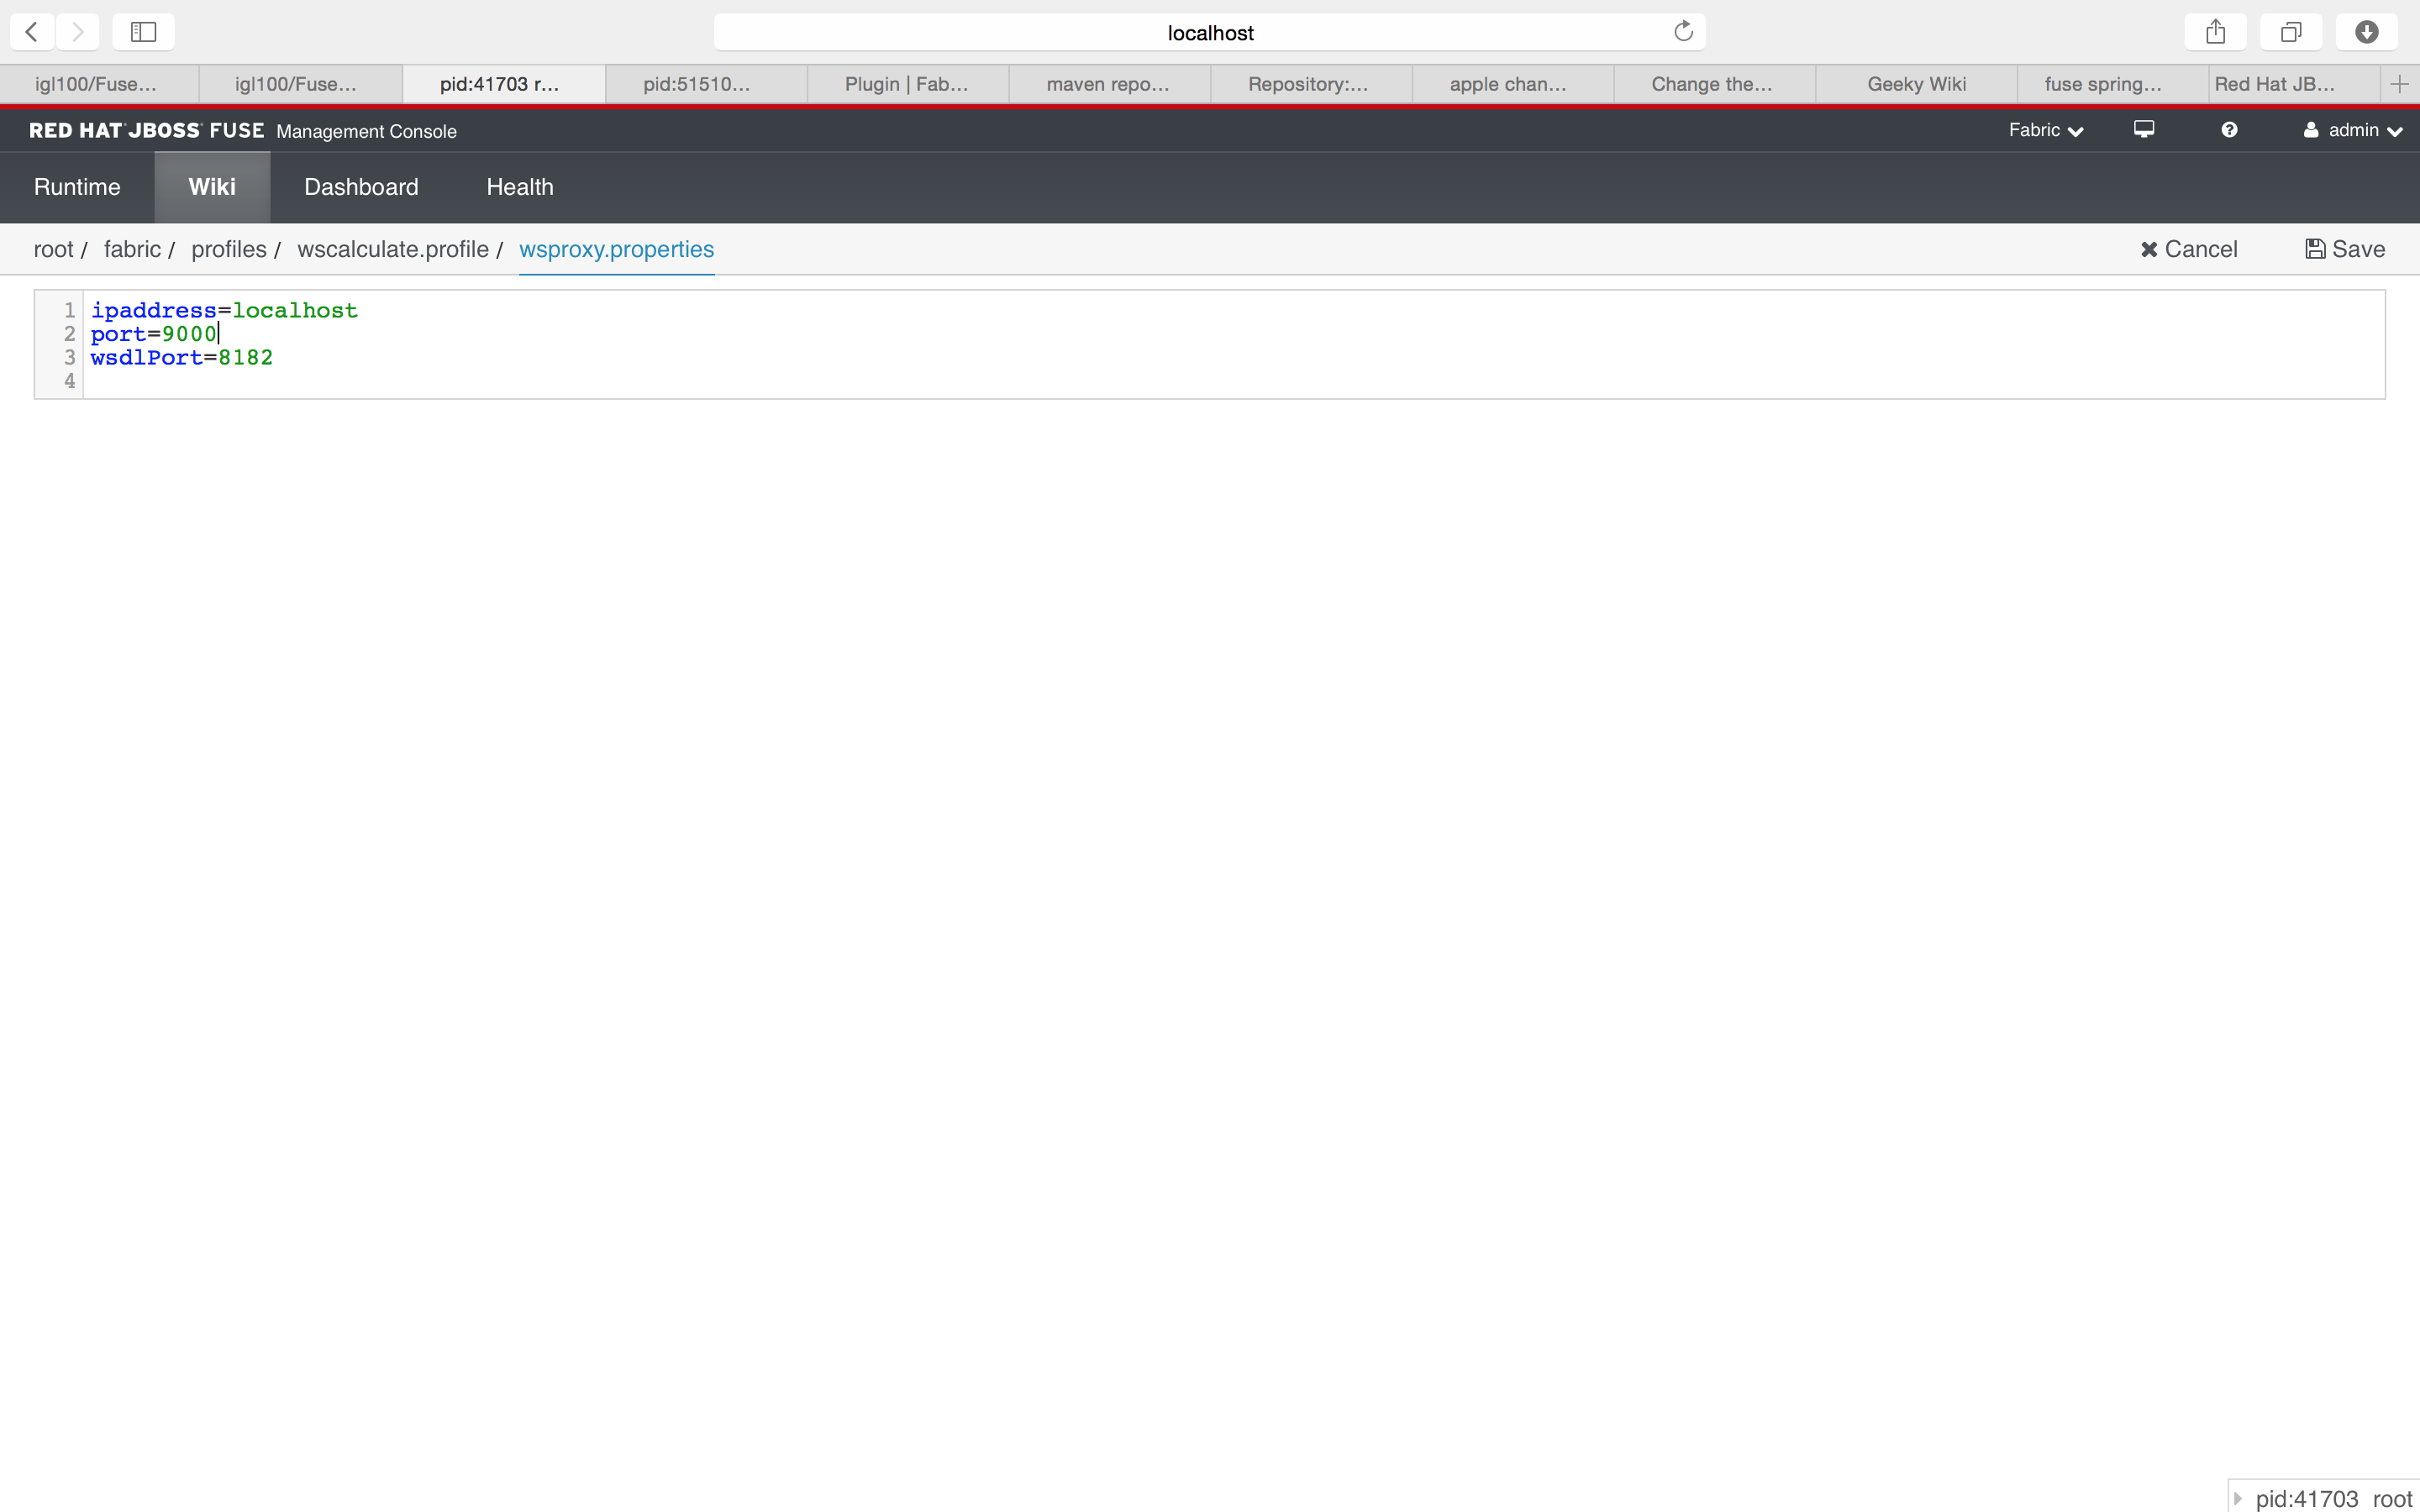 localhost
igl100/Fuse...
igl100/Fuse...
pid:41703 r...
pid:51510...
Plugin | Fab...
maven repo...
Repository:...
apple chan...
Change the...
Geeky Wiki
fuse spring...
Red Hat JB...
RED HAT JBOSS FUSE Management Console
Fabric
admin
Runtime
Wiki
Dashboard
Health
root / fabric / profiles / wscalculate.profile / wsproxy.properties
Cancel
Save
1 ipaddress=localhost
2 port=9000
3 wsdlPort=8182
4
pid:41703 root